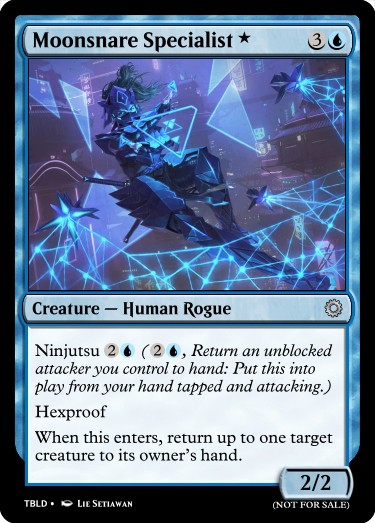 Moonsnare Specialist ★ 3
Creature — Human Rogue
Ninjutsu 2 (2, Return an unblocked
attacker you control to hand: Put this into
play from your hand tapped and attacking.)
Hexproof
When this enters, return up to one target
creature to its owner's hand.
2/2
TBLD • Lie Setiawan
(NOT FOR SALE)